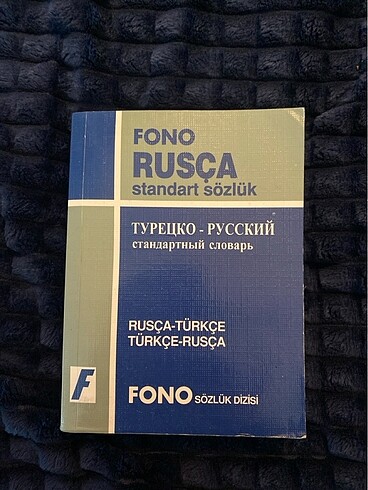 FONO
RUSÇA
standart sözlük
ТУРЕЦКО - РУССКИЙ
стандартный словарь
RUSÇA-TÜRKÇE
TÜRKÇE-RUSÇA
F
FONO SÖZLÜK DİZİSİ